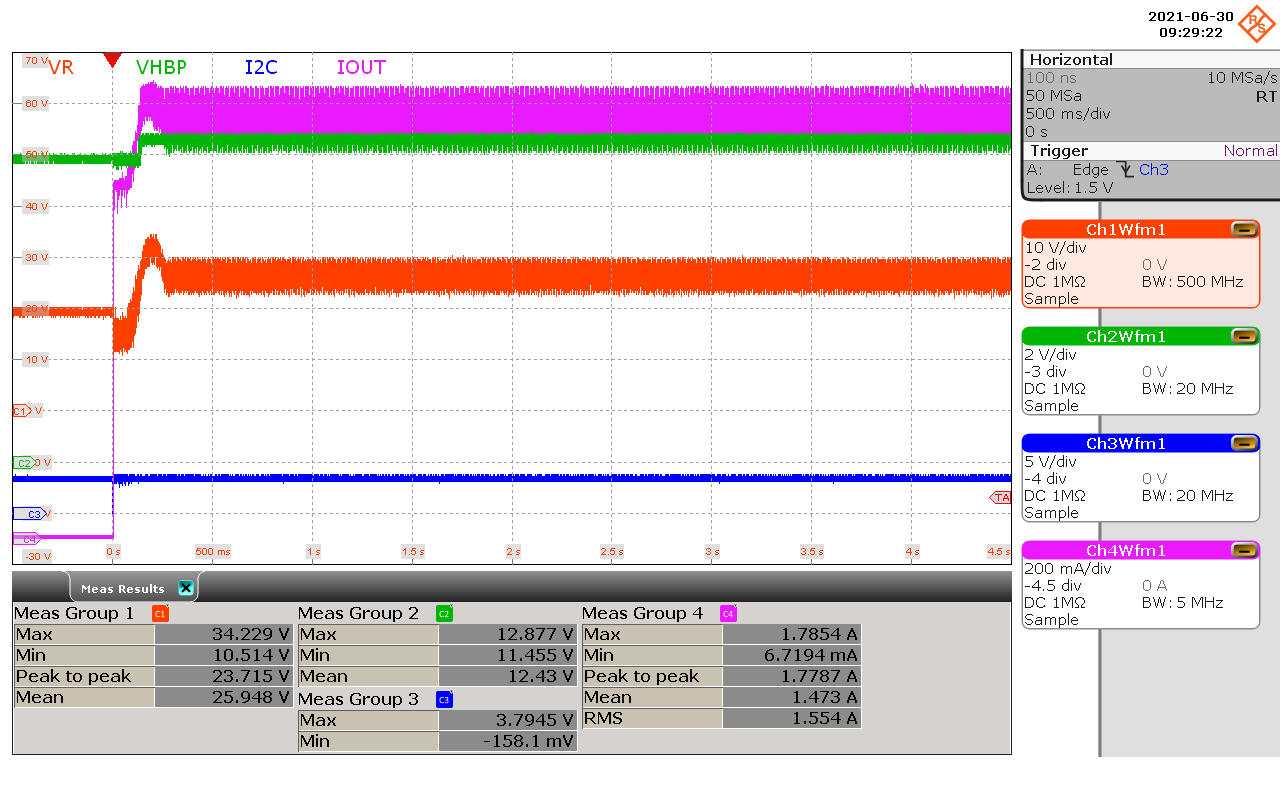 2021-06-30
09:29:22
R&S
VR VHBP I2C IOUT
70 V
60 V
50 V
40 V
30 V
20 V
10 V
C1 V
C2 0 V
C3 V
C4
-30 V
TA
0 s 500 ms 1 s 1.5 s 2 s 2.5 s 3 s 3.5 s 4 s 4.5 s
Horizontal
100 ns 10 MSa/s
50 MSa RT
500 ms/div
0 s
Trigger Normal
A: Edge Ch3
Level: 1.5 V
Ch1Wfm1
10 V/div
-2 div 0 V
DC 1MΩ BW: 500 MHz
Sample
Ch2Wfm1
2 V/div
-3 div 0 V
DC 1MΩ BW: 20 MHz
Sample
Ch3Wfm1
5 V/div
-4 div 0 V
DC 1MΩ BW: 20 MHz
Sample
Ch4Wfm1
200 mA/div
-4.5 div 0 A
DC 1MΩ BW: 5 MHz
Sample
Meas Results
Meas Group 1 C1
Max 34.229 V
Min 10.514 V
Peak to peak 23.715 V
Mean 25.948 V
Meas Group 2 C2
Max 12.877 V
Min 11.455 V
Mean 12.43 V
Meas Group 3 C3
Max 3.7945 V
Min -158.1 mV
Meas Group 4 C4
Max 1.7854 A
Min 6.7194 mA
Peak to peak 1.7787 A
Mean 1.473 A
RMS 1.554 A